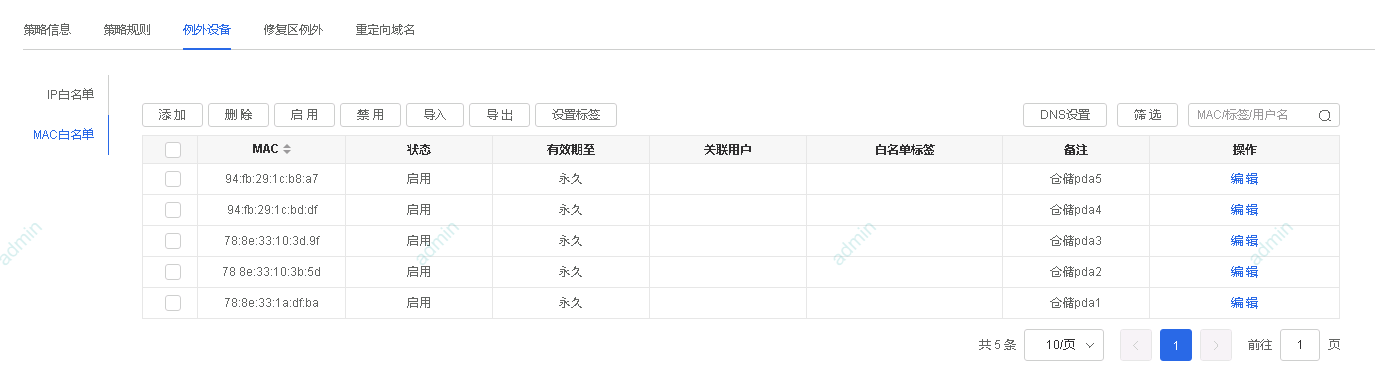 策略信息 策略规则 例外设备 修复区例外 重定向域名
IP白名单
MAC白名单
添加 删除 启用 禁用 导入 导出 设置标签 DNS设置 筛选 MAC/标签/用户名
MAC 状态 有效期至 关联用户 白名单标签 备注 操作
94:fb:29:1c:b8:a7 启用 永久 仓储pda5 编辑
94:fb:29:1c:bd:df 启用 永久 仓储pda4 编辑
78:8e:33:10:3d:9f 启用 永久 仓储pda3 编辑
78:8e:33:10:3b:5d 启用 永久 仓储pda2 编辑
78:8e:33:1a:df:ba 启用 永久 仓储pda1 编辑
admin admin admin admin
共 5 条 10/页 1 前往 1 页